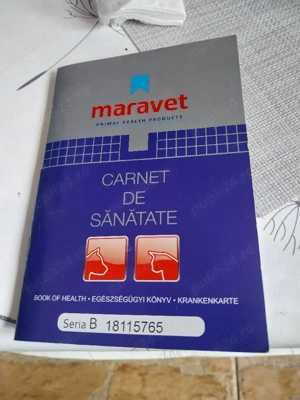 maravet
ANIMAL HEALTH PRODUCTS
CARNET
DE
SĂNĂTATE
BOOK OF HEALTH • EGÉSZSÉGÜGYI KÖNYV • KRANKENKARTE
Seria B 18115765